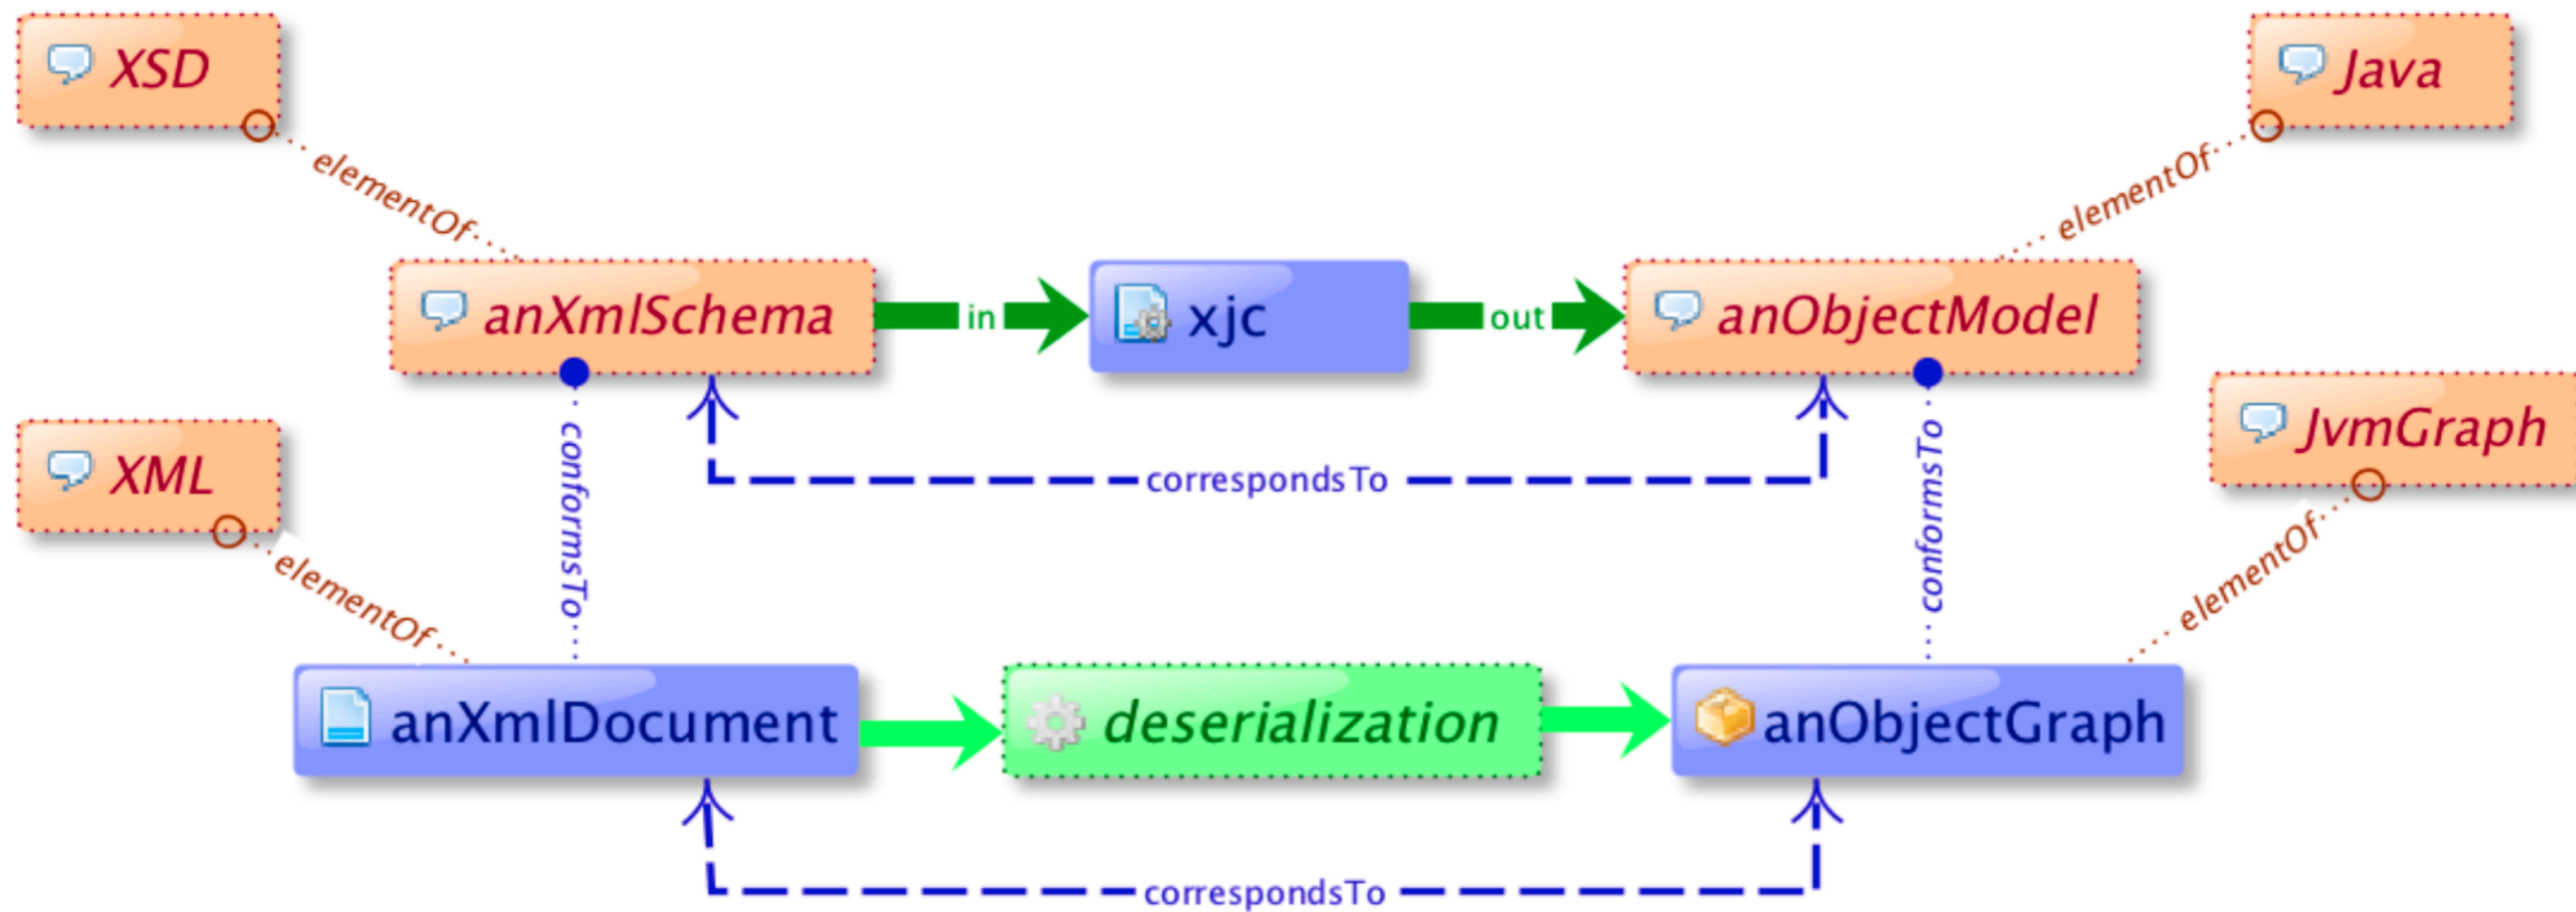 XSD
Java
elementOf
elementOf
anXmlSchema
in
xjc
out
anObjectModel
XML
conformsTo
correspondsTo
conformsTo
JvmGraph
elementOf
elementOf
anXmlDocument
deserialization
anObjectGraph
correspondsTo